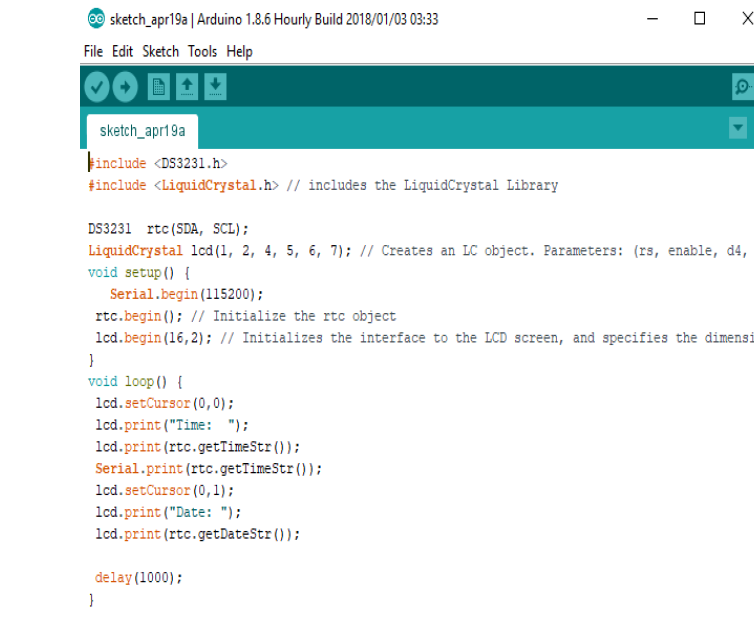 sketch_apr19a | Arduino 1.8.6 Hourly Build 2018/01/03 03:33
File Edit Sketch Tools Help
sketch_apr19a
#include <DS3231.h>
#include <LiquidCrystal.h> // includes the LiquidCrystal Library
DS3231  rtc(SDA, SCL);
LiquidCrystal lcd(1, 2, 4, 5, 6, 7); // Creates an LC object. Parameters: (rs, enable, d4,
void setup() {
   Serial.begin(115200);
 rtc.begin(); // Initialize the rtc object
 lcd.begin(16,2); // Initializes the interface to the LCD screen, and specifies the dimensi
}
void loop() {
 lcd.setCursor(0,0);
 lcd.print("Time:  ");
 lcd.print(rtc.getTimeStr());
 Serial.print(rtc.getTimeStr());
 lcd.setCursor(0,1);
 lcd.print("Date: ");
 lcd.print(rtc.getDateStr());
 delay(1000);
}